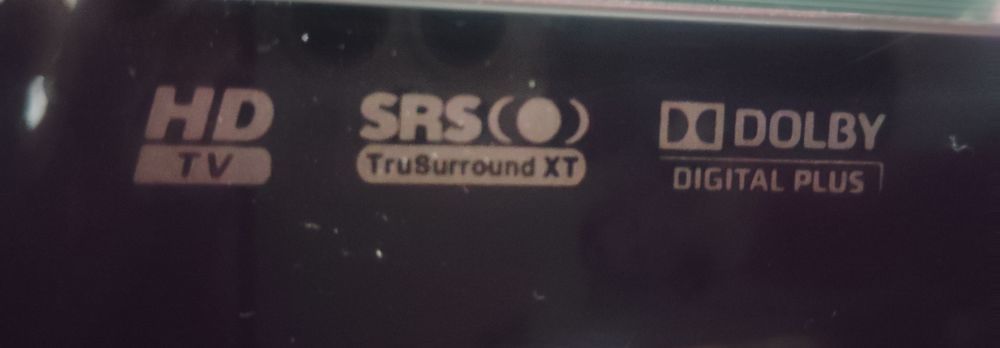 HD
TV
SRS
TruSurround XT
DOLBY
DIGITAL PLUS